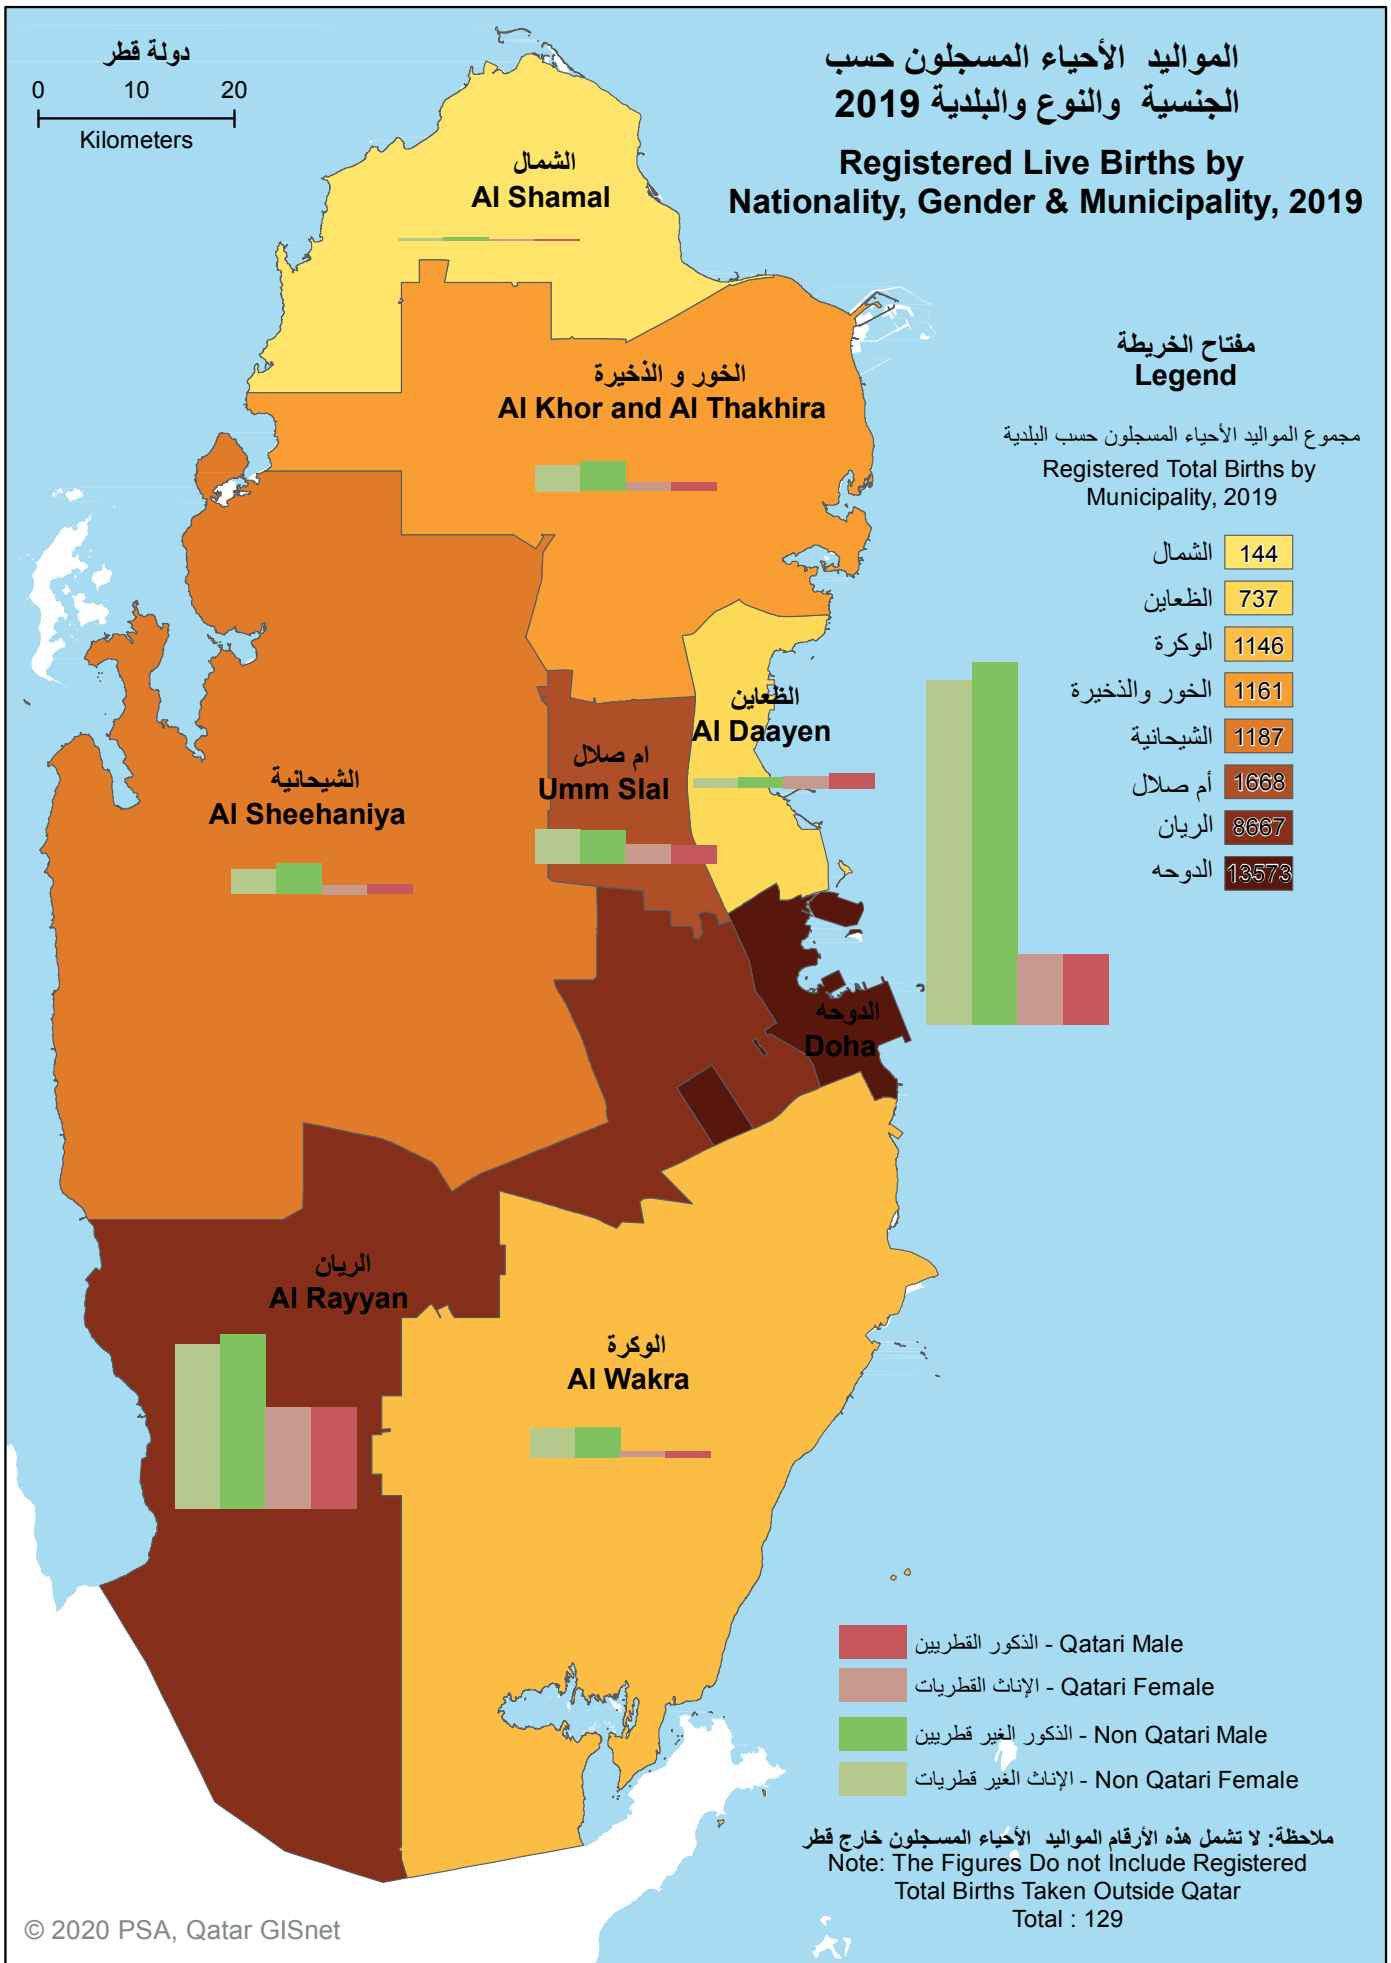 دولة قطر
0 10 20
Kilometers
المواليد الأحياء المسجلون حسب
الجنسية والنوع والبلدية 2019
Registered Live Births by
Nationality, Gender & Municipality, 2019
الشمال
Al Shamal
الخور و الذخيرة
Al Khor and Al Thakhira
مفتاح الخريطة
Legend
مجموع المواليد الأحياء المسجلون حسب البلدية
Registered Total Births by
Municipality, 2019
الشمال 144
الظعاين 737
الوكرة 1146
الخور والذخيرة 1161
الشيحانية 1187
أم صلال 1668
الريان 8667
الدوحه 13573
الظعاين
Al Daayen
ام صلال
Umm Slal
الشيحانية
Al Sheehaniya
الدوحه
Doha
الريان
Al Rayyan
الوكرة
Al Wakra
الذكور القطريين - Qatari Male
الإناث القطريات - Qatari Female
الذكور الغير قطريين - Non Qatari Male
الإناث الغير قطريات - Non Qatari Female
ملاحظة: لا تشمل هذه الأرقام المواليد الأحياء المسجلون خارج قطر
Note: The Figures Do not Include Registered
Total Births Taken Outside Qatar
Total : 129
© 2020 PSA, Qatar GISnet